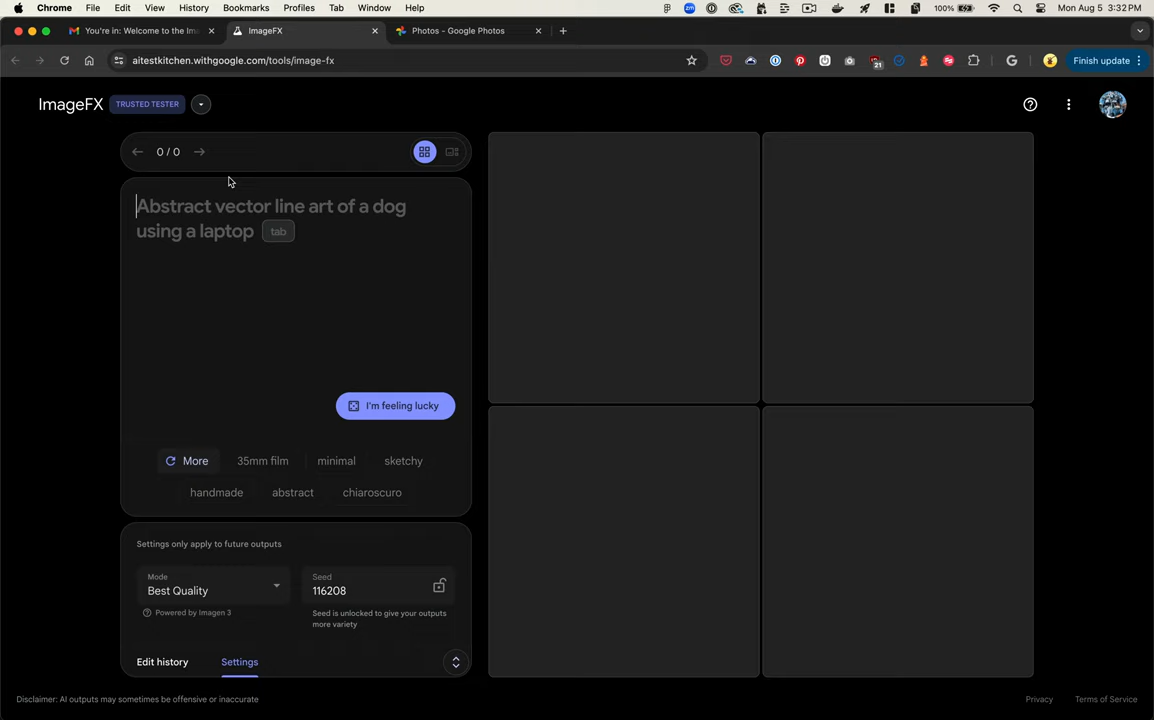 Chrome File Edit View History Bookmarks Profiles Tab Window Help 100% Mon Aug 5 3:32 PM
You're in: Welcome to the Ima
ImageFX
Photos - Google Photos
aitestkitchen.withgoogle.com/tools/image-fx
21
Finish update
ImageFX TRUSTED TESTER
0 / 0
Abstract vector line art of a dog
using a laptop tab
I'm feeling lucky
More 35mm film minimal sketchy
handmade abstract chiaroscuro
Settings only apply to future outputs
Mode
Best Quality
Powered by Imagen 3
Seed
116208
Seed is unlocked to give your outputs
more variety
Edit history Settings
Disclaimer: AI outputs may sometimes be offensive or inaccurate
Privacy Terms of Service